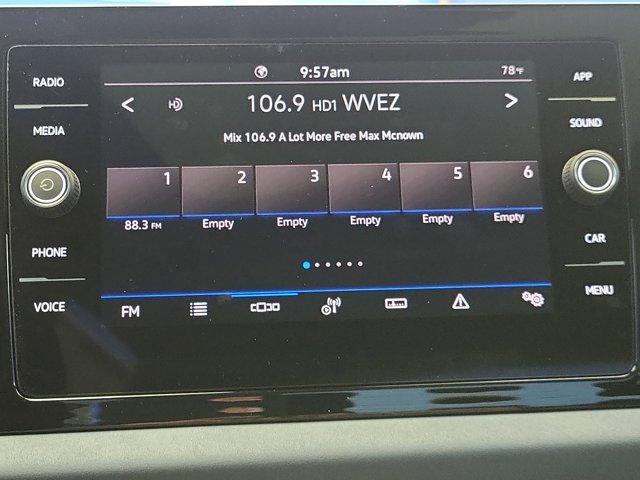 RADIO
MEDIA
PHONE
VOICE
9:57am
78°F
106.9 HD1 WVEZ
Mix 106.9 A Lot More Free Max Mcnown
1 2 3 4 5 6
88.3 FM Empty Empty Empty Empty Empty
FM
APP
SOUND
CAR
MENU